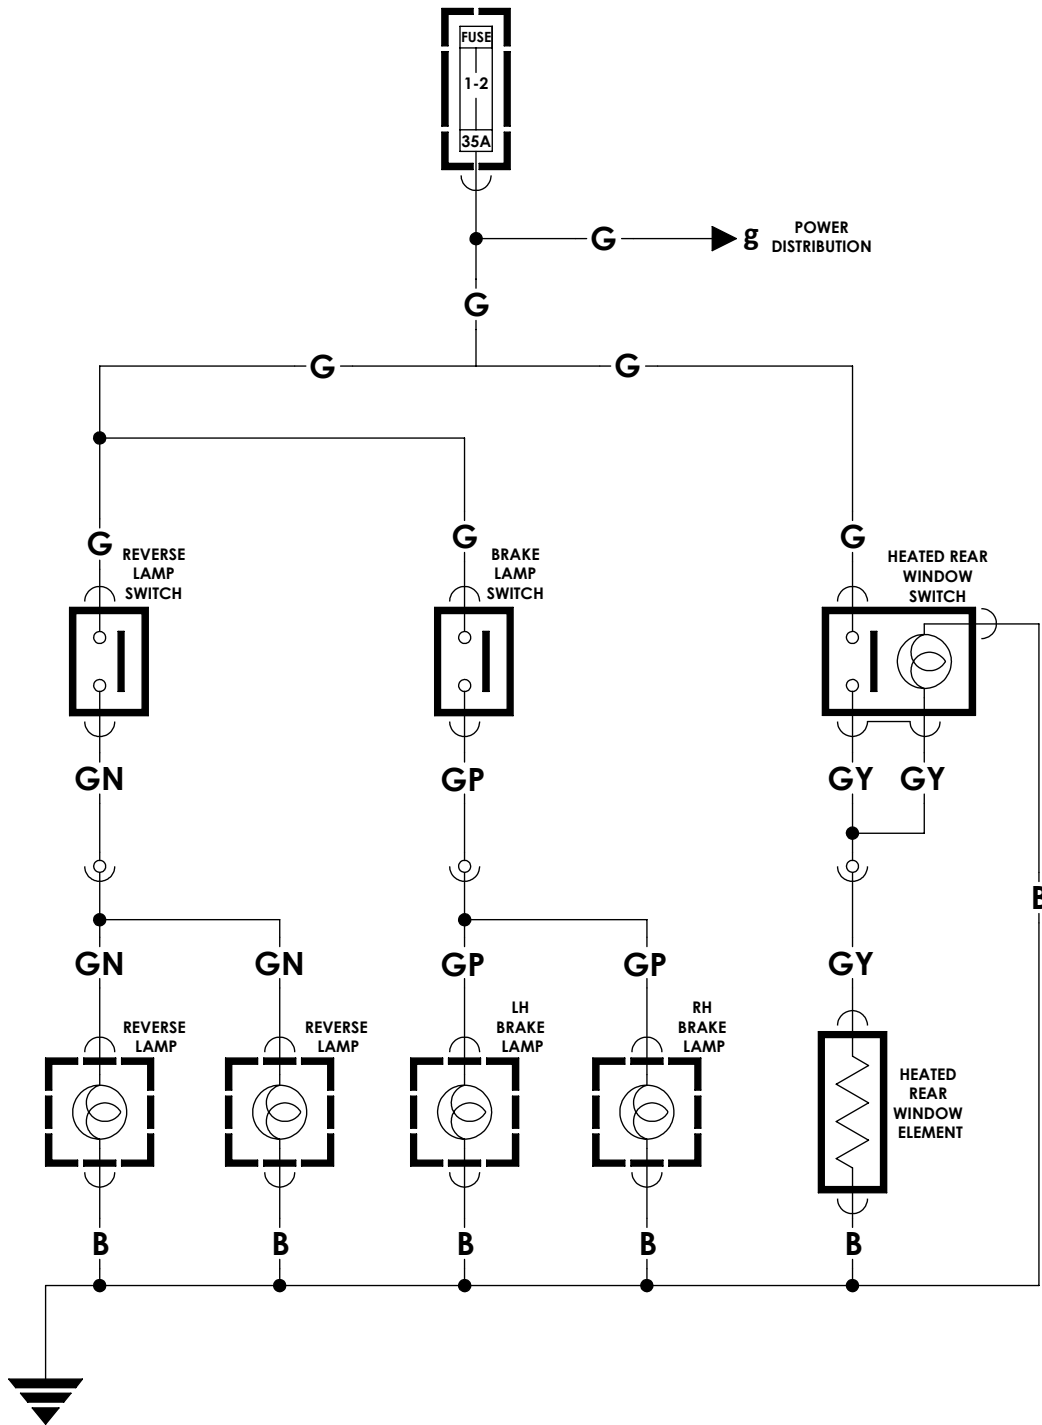 FUSE
1-2
35A
G
g
POWER
DISTRIBUTION
G
G
G
G
REVERSE
LAMP
SWITCH
G
BRAKE
LAMP
SWITCH
G
HEATED REAR
WINDOW
SWITCH
GN
GP
GY
GY
B
GN
GN
GP
GP
GY
REVERSE
LAMP
REVERSE
LAMP
LH
BRAKE
LAMP
RH
BRAKE
LAMP
HEATED
REAR
WINDOW
ELEMENT
B
B
B
B
B